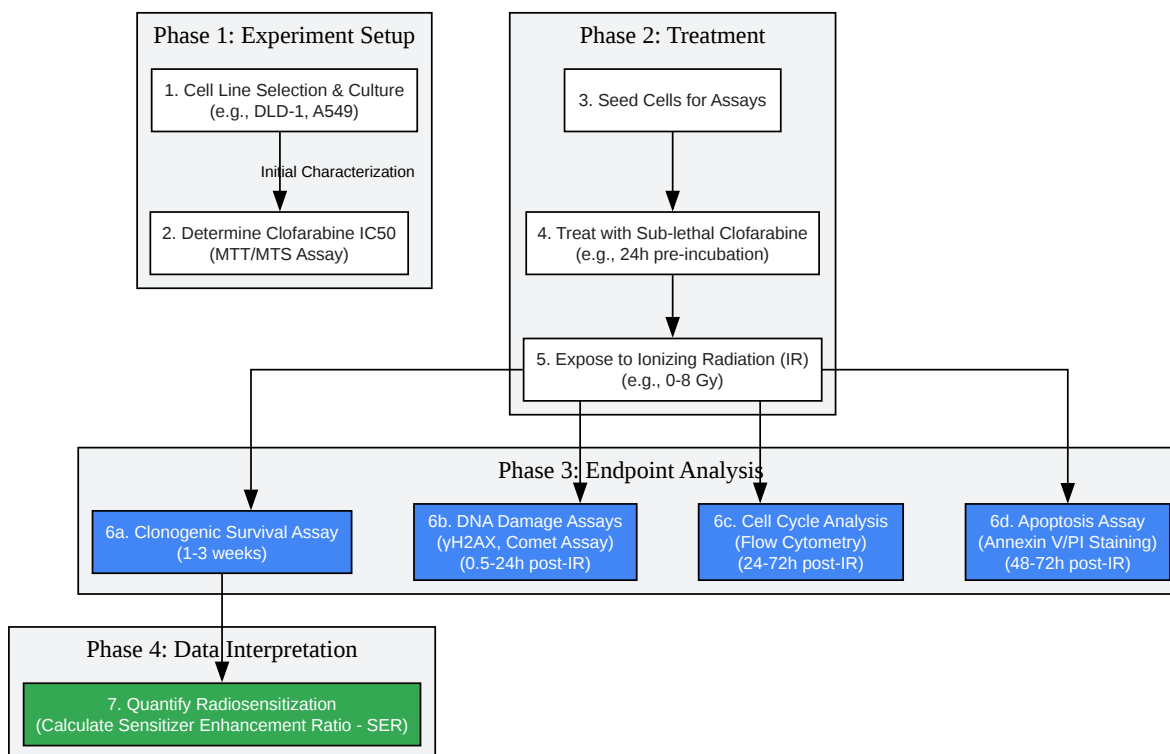 Phase 1: Experiment Setup
1. Cell Line Selection & Culture
(e.g., DLD-1, A549)
Initial Characterization
2. Determine Clofarabine IC50
(MTT/MTS Assay)
Phase 2: Treatment
3. Seed Cells for Assays
4. Treat with Sub-lethal Clofarabine
(e.g., 24h pre-incubation)
5. Expose to Ionizing Radiation (IR)
(e.g., 0-8 Gy)
Phase 3: Endpoint Analysis
6a. Clonogenic Survival Assay
(1-3 weeks)
6b. DNA Damage Assays
(γH2AX, Comet Assay)
(0.5-24h post-IR)
6c. Cell Cycle Analysis
(Flow Cytometry)
(24-72h post-IR)
6d. Apoptosis Assay
(Annexin V/PI Staining)
(48-72h post-IR)
Phase 4: Data Interpretation
7. Quantify Radiosensitization
(Calculate Sensitizer Enhancement Ratio - SER)